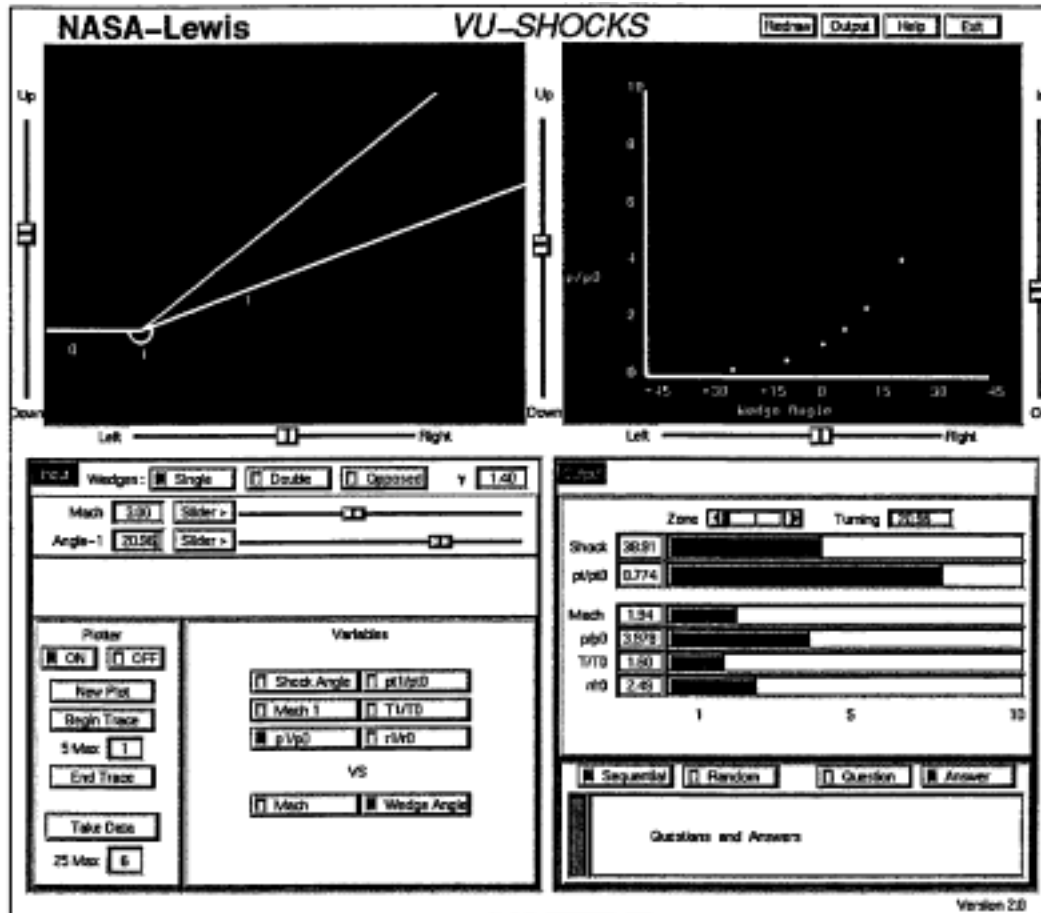 NASA-Lewis VU-SHOCKS Redraw Output Help Exit
Up Up
10
8
6
4
p/p0
2
0
-45 -30 -15 0 15 30 45
Wedge Angle
0 1 1
Down Down
Left Right Left Right
Input Wedges: Single Double Opposed γ 1.40
Mach 3.00 Slider >
Angle-1 20.96 Slider >
Plotter
ON OFF
New Plot
Begin Trace
5 Max 1
End Trace
Take Data
25 Max 6
Variables
Shock Angle pt1/pt0
Mach 1 T1/T0
p1/p0 r1/r0
VS
Mach Wedge Angle
Output
Zone Turning
Shock 38.91
pt/pt0 0.774
Mach 1.94
p/p0
T/T0 1.60
r/r0 2.49
1 5 10
Sequential Random Question Answer
Questions and Answers
Version 2.0